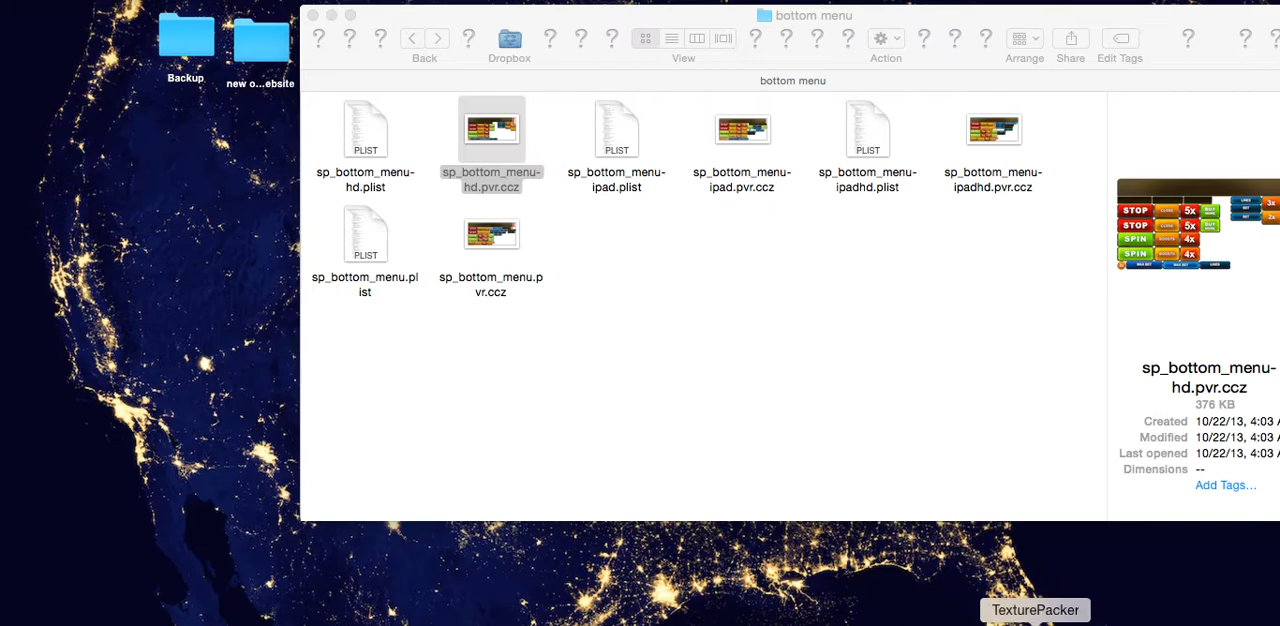 bottom menu
? ? ? ? ? ? ? ? ? ? ? ? ? ? ? ? ?
Back Dropbox View Action Arrange Share Edit Tags
bottom menu
Backup
new o...ebsite
PLIST PLIST PLIST
sp_bottom_menu- sp_bottom_menu- sp_bottom_menu- sp_bottom_menu- sp_bottom_menu- sp_bottom_menu-
hd.plist hd.pvr.ccz ipad.plist ipad.pvr.ccz ipadhd.plist ipadhd.pvr.ccz
PLIST
sp_bottom_menu.pl sp_bottom_menu.p
ist vr.ccz
STOP 5x 3x
STOP 5x 2x
SPIN 4x
SPIN 4x
sp_bottom_menu-
hd.pvr.ccz
376 KB
Created 10/22/13, 4:03 A
Modified 10/22/13, 4:03 A
Last opened 10/22/13, 4:03 A
Dimensions --
Add Tags...
TexturePacker